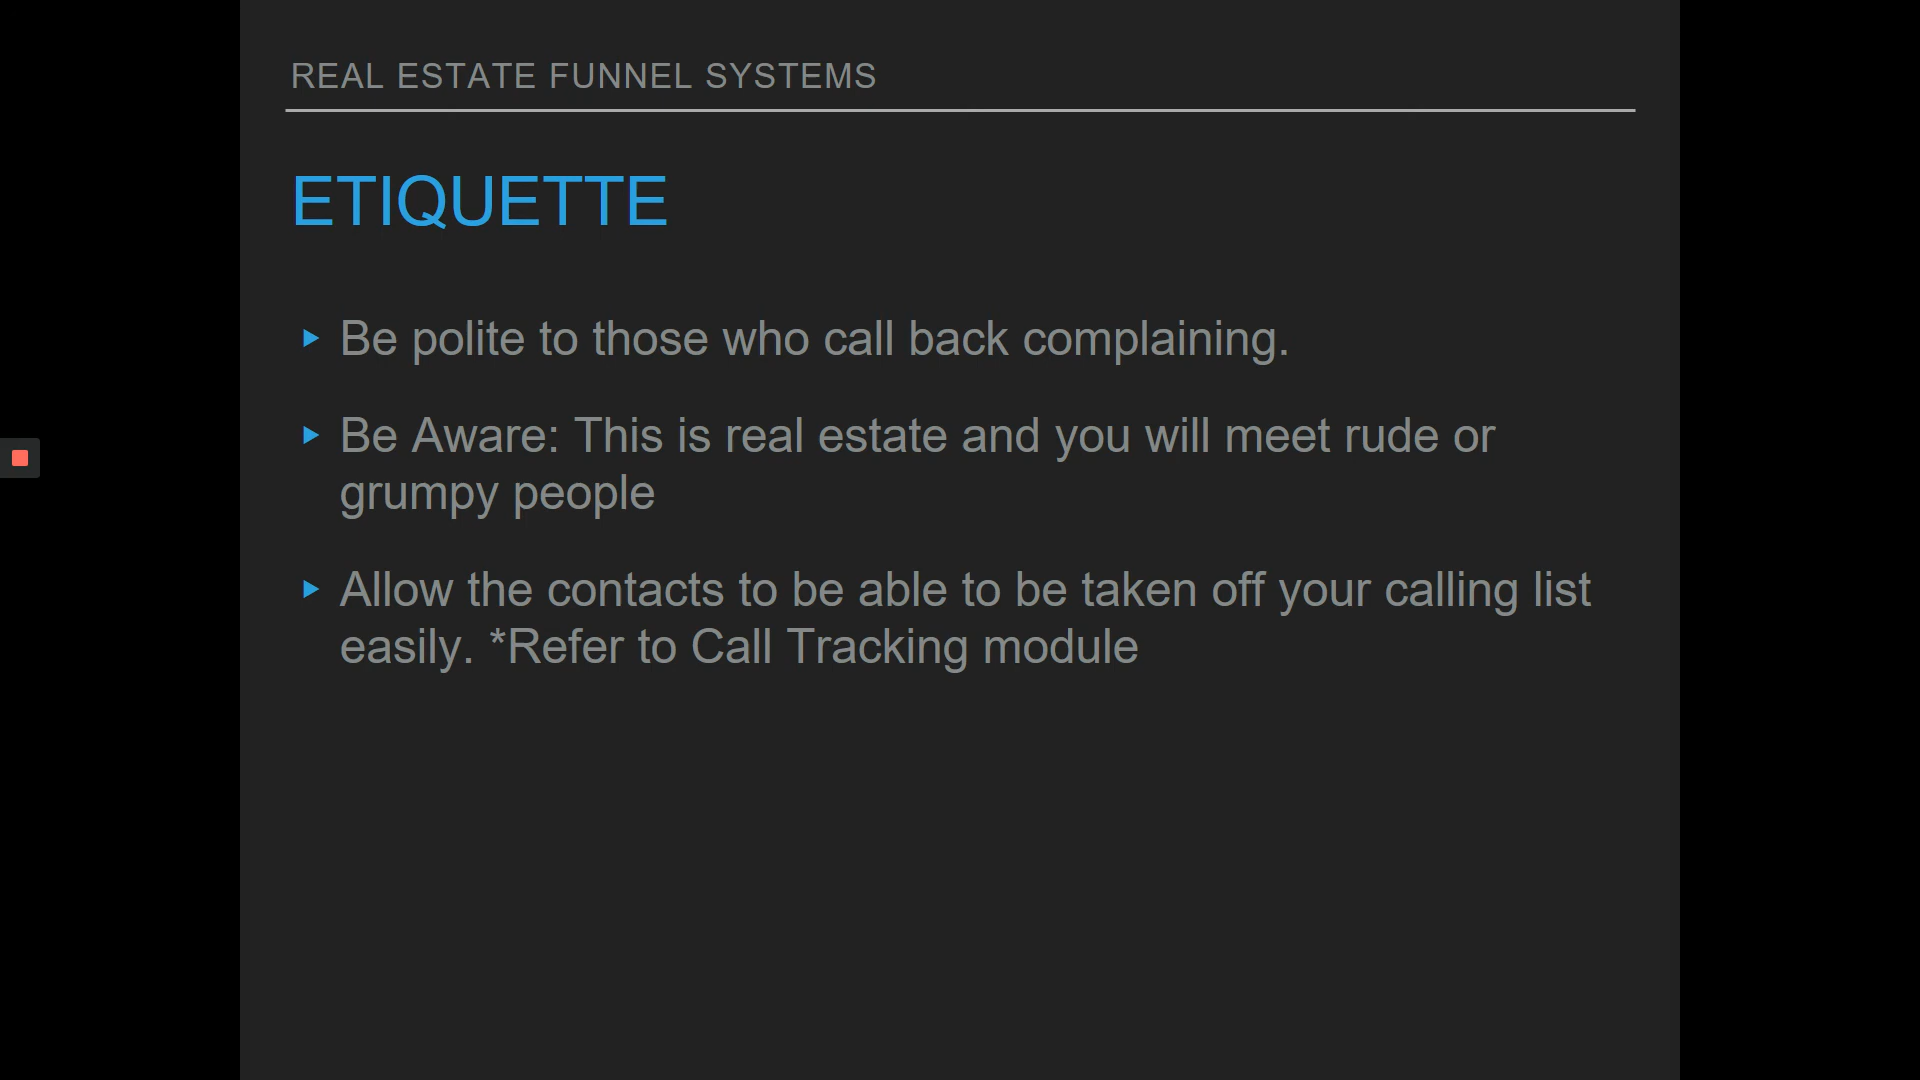 REAL ESTATE FUNNEL SYSTEMS
ETIQUETTE
Be polite to those who call back complaining.
Be Aware: This is real estate and you will meet rude or
grumpy people
Allow the contacts to be able to be taken off your calling list
easily. *Refer to Call Tracking module